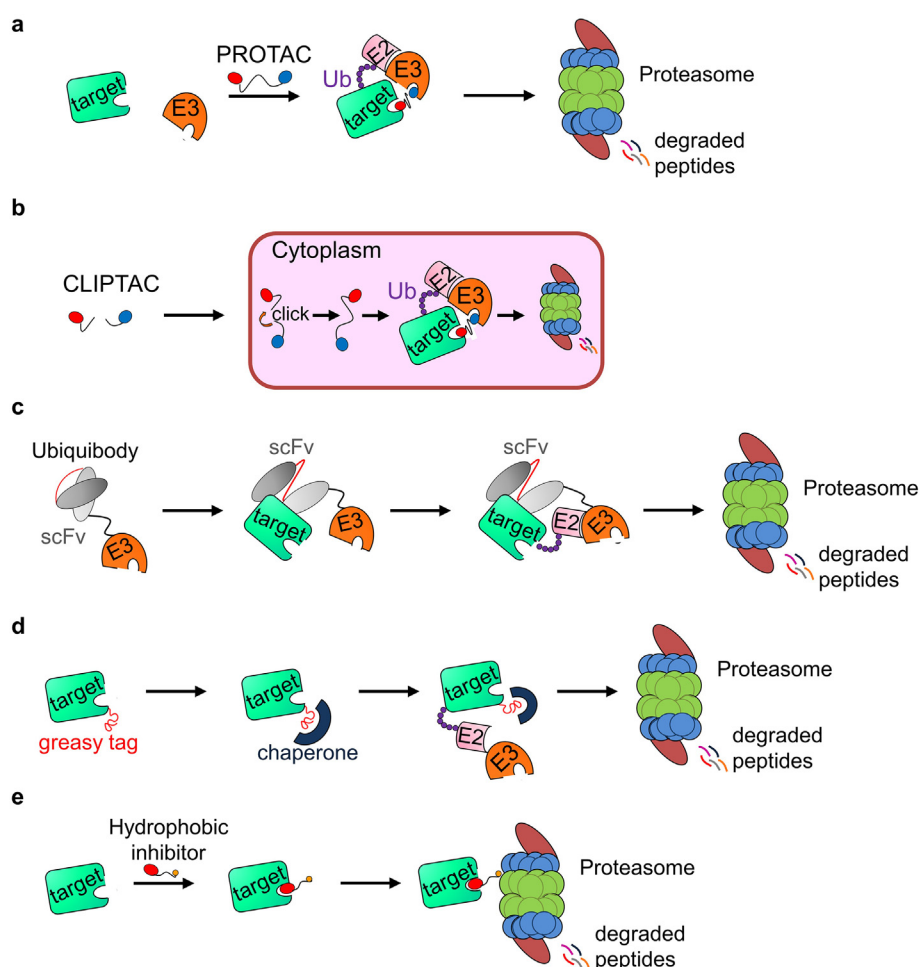 a
PROTAC
target
E3
Ub
E2
E3
target
Proteasome
degraded
peptides
b
CLIPTAC
Cytoplasm
click
Ub
E2
E3
target
c
Ubiquibody
scFv
E3
scFv
target
E3
scFv
target
E2
E3
Proteasome
degraded
peptides
d
target
greasy tag
target
chaperone
target
E2
E3
Proteasome
degraded
peptides
e
Hydrophobic
inhibitor
target
target
target
Proteasome
degraded
peptides